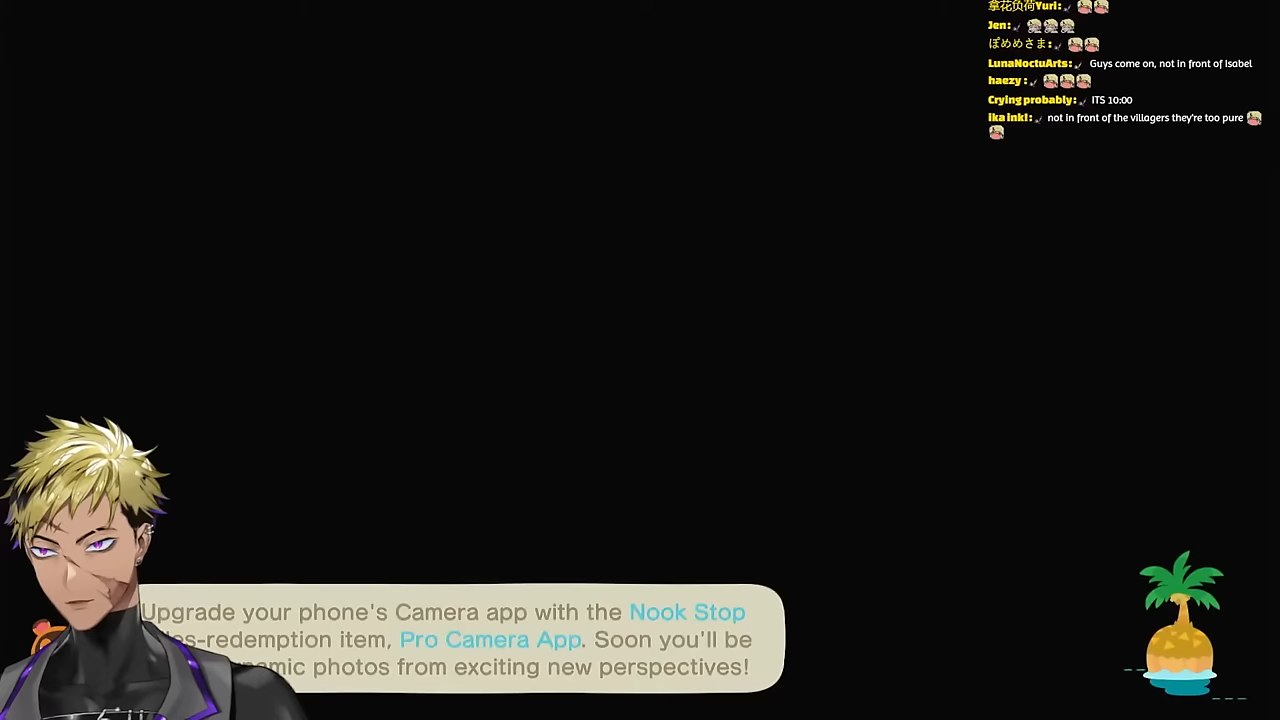 拿花负荷Yuri:
Jen:
ぽめめさま:
LunaNoctuArts: Guys come on, not in front of Isabel
haezy :
Crying probably: ITS 10:00
ika ink!: not in front of the villagers they're too pure
Upgrade your phone's Camera app with the Nook Stop
-redemption item, Pro Camera App. Soon you'll be
photos from exciting new perspectives!